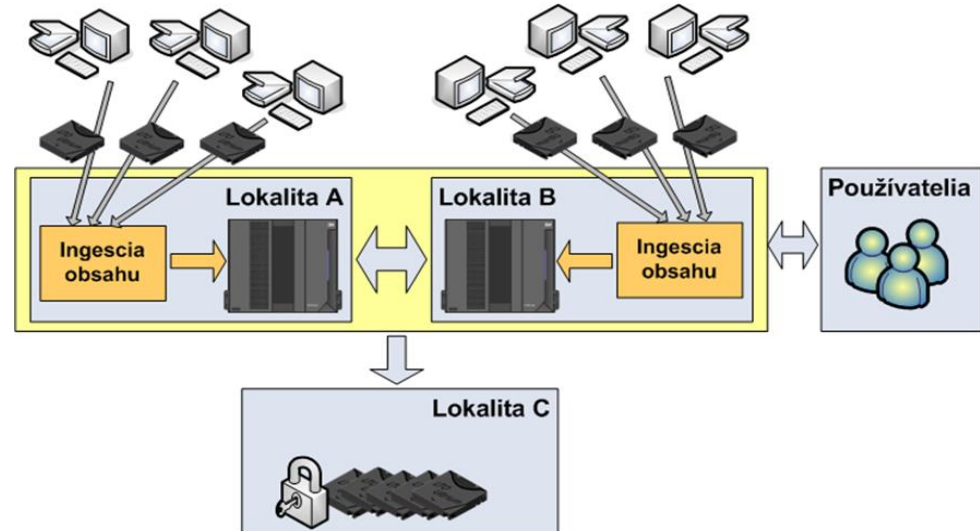 Lokalita A
Lokalita B
Používatelia
Ingescia
obsahu
Ingescia
obsahu
Lokalita C